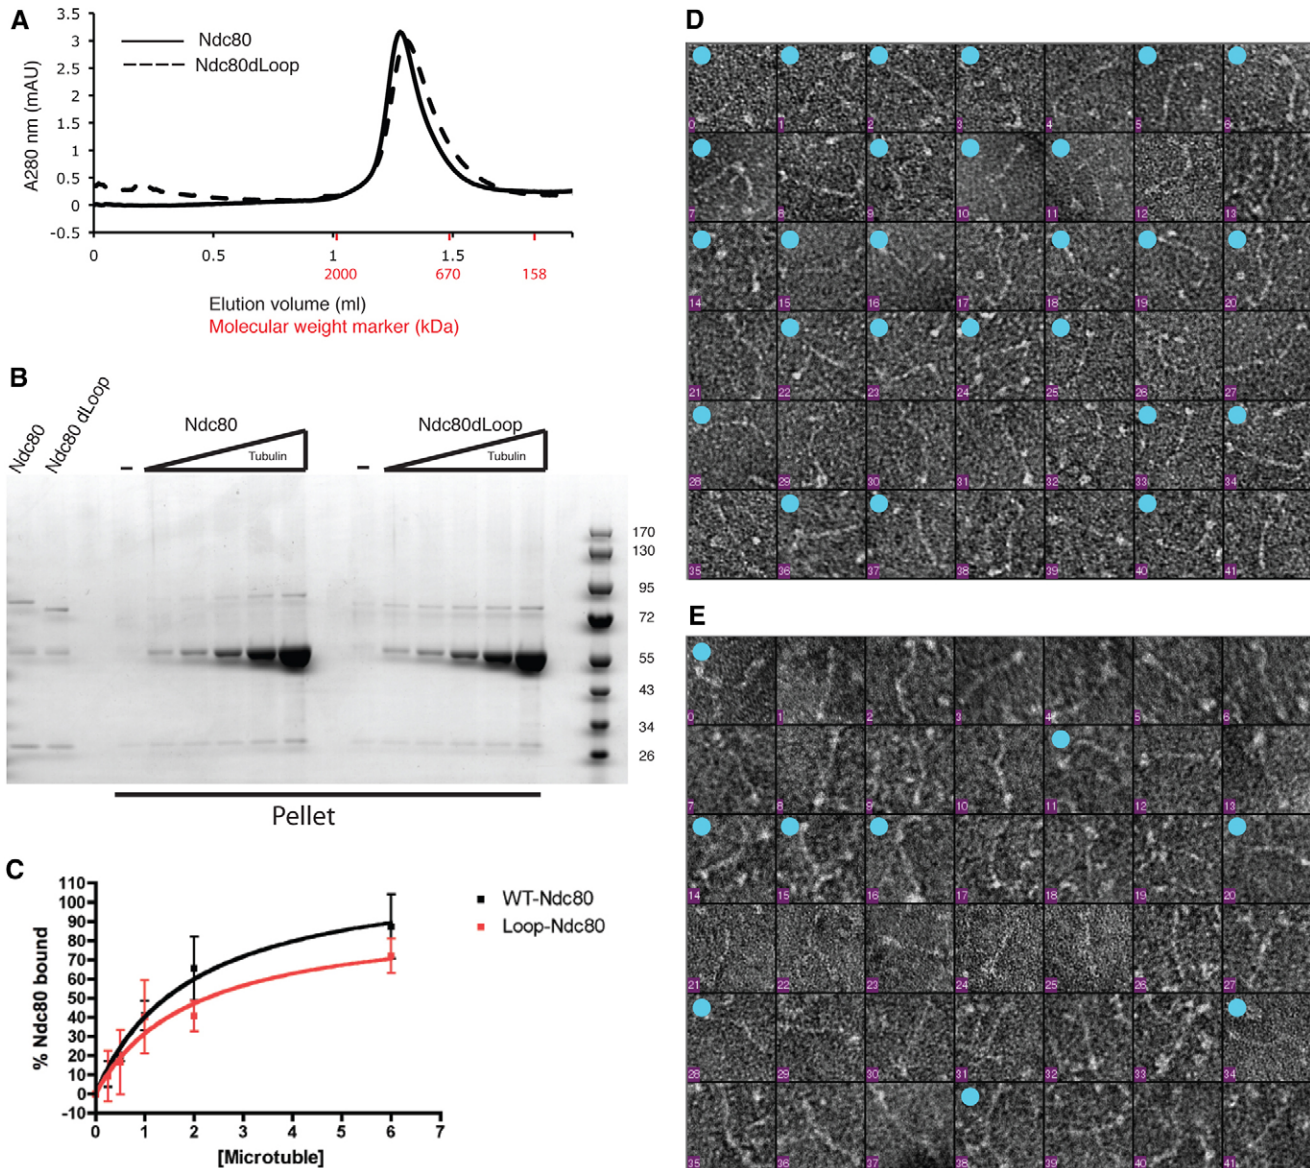 A
3.5
3
2.5
2
1.5
1
0.5
0
-0.5
A280 nm (mAU)
Ndc80
Ndc80dLoop
0 0.5 1 1.5
2000 670 158
Elution volume (ml)
Molecular weight marker (kDa)
B
Ndc80
Ndc80 dLoop
– Ndc80
Tubulin
– Ndc80dLoop
Tubulin
170
130
95
72
55
43
34
26
Pellet
C
110
100
90
80
70
60
50
40
30
20
10
0
-10
% Ndc80 bound
WT-Ndc80
Loop-Ndc80
0 1 2 3 4 5 6 7
[Microtuble]
D
0 1 2 3 4 5 6
7 8 9 10 11 12 13
14 15 16 17 18 19 20
21 22 23 24 25 26 27
28 29 30 31 32 33 34
35 36 37 38 39 40 41
E
0 1 2 3 4 5 6
7 8 9 10 11 12 13
14 15 16 17 18 19 20
21 22 23 24 25 26 27
28 29 30 31 32 33 34
35 36 37 38 39 40 41